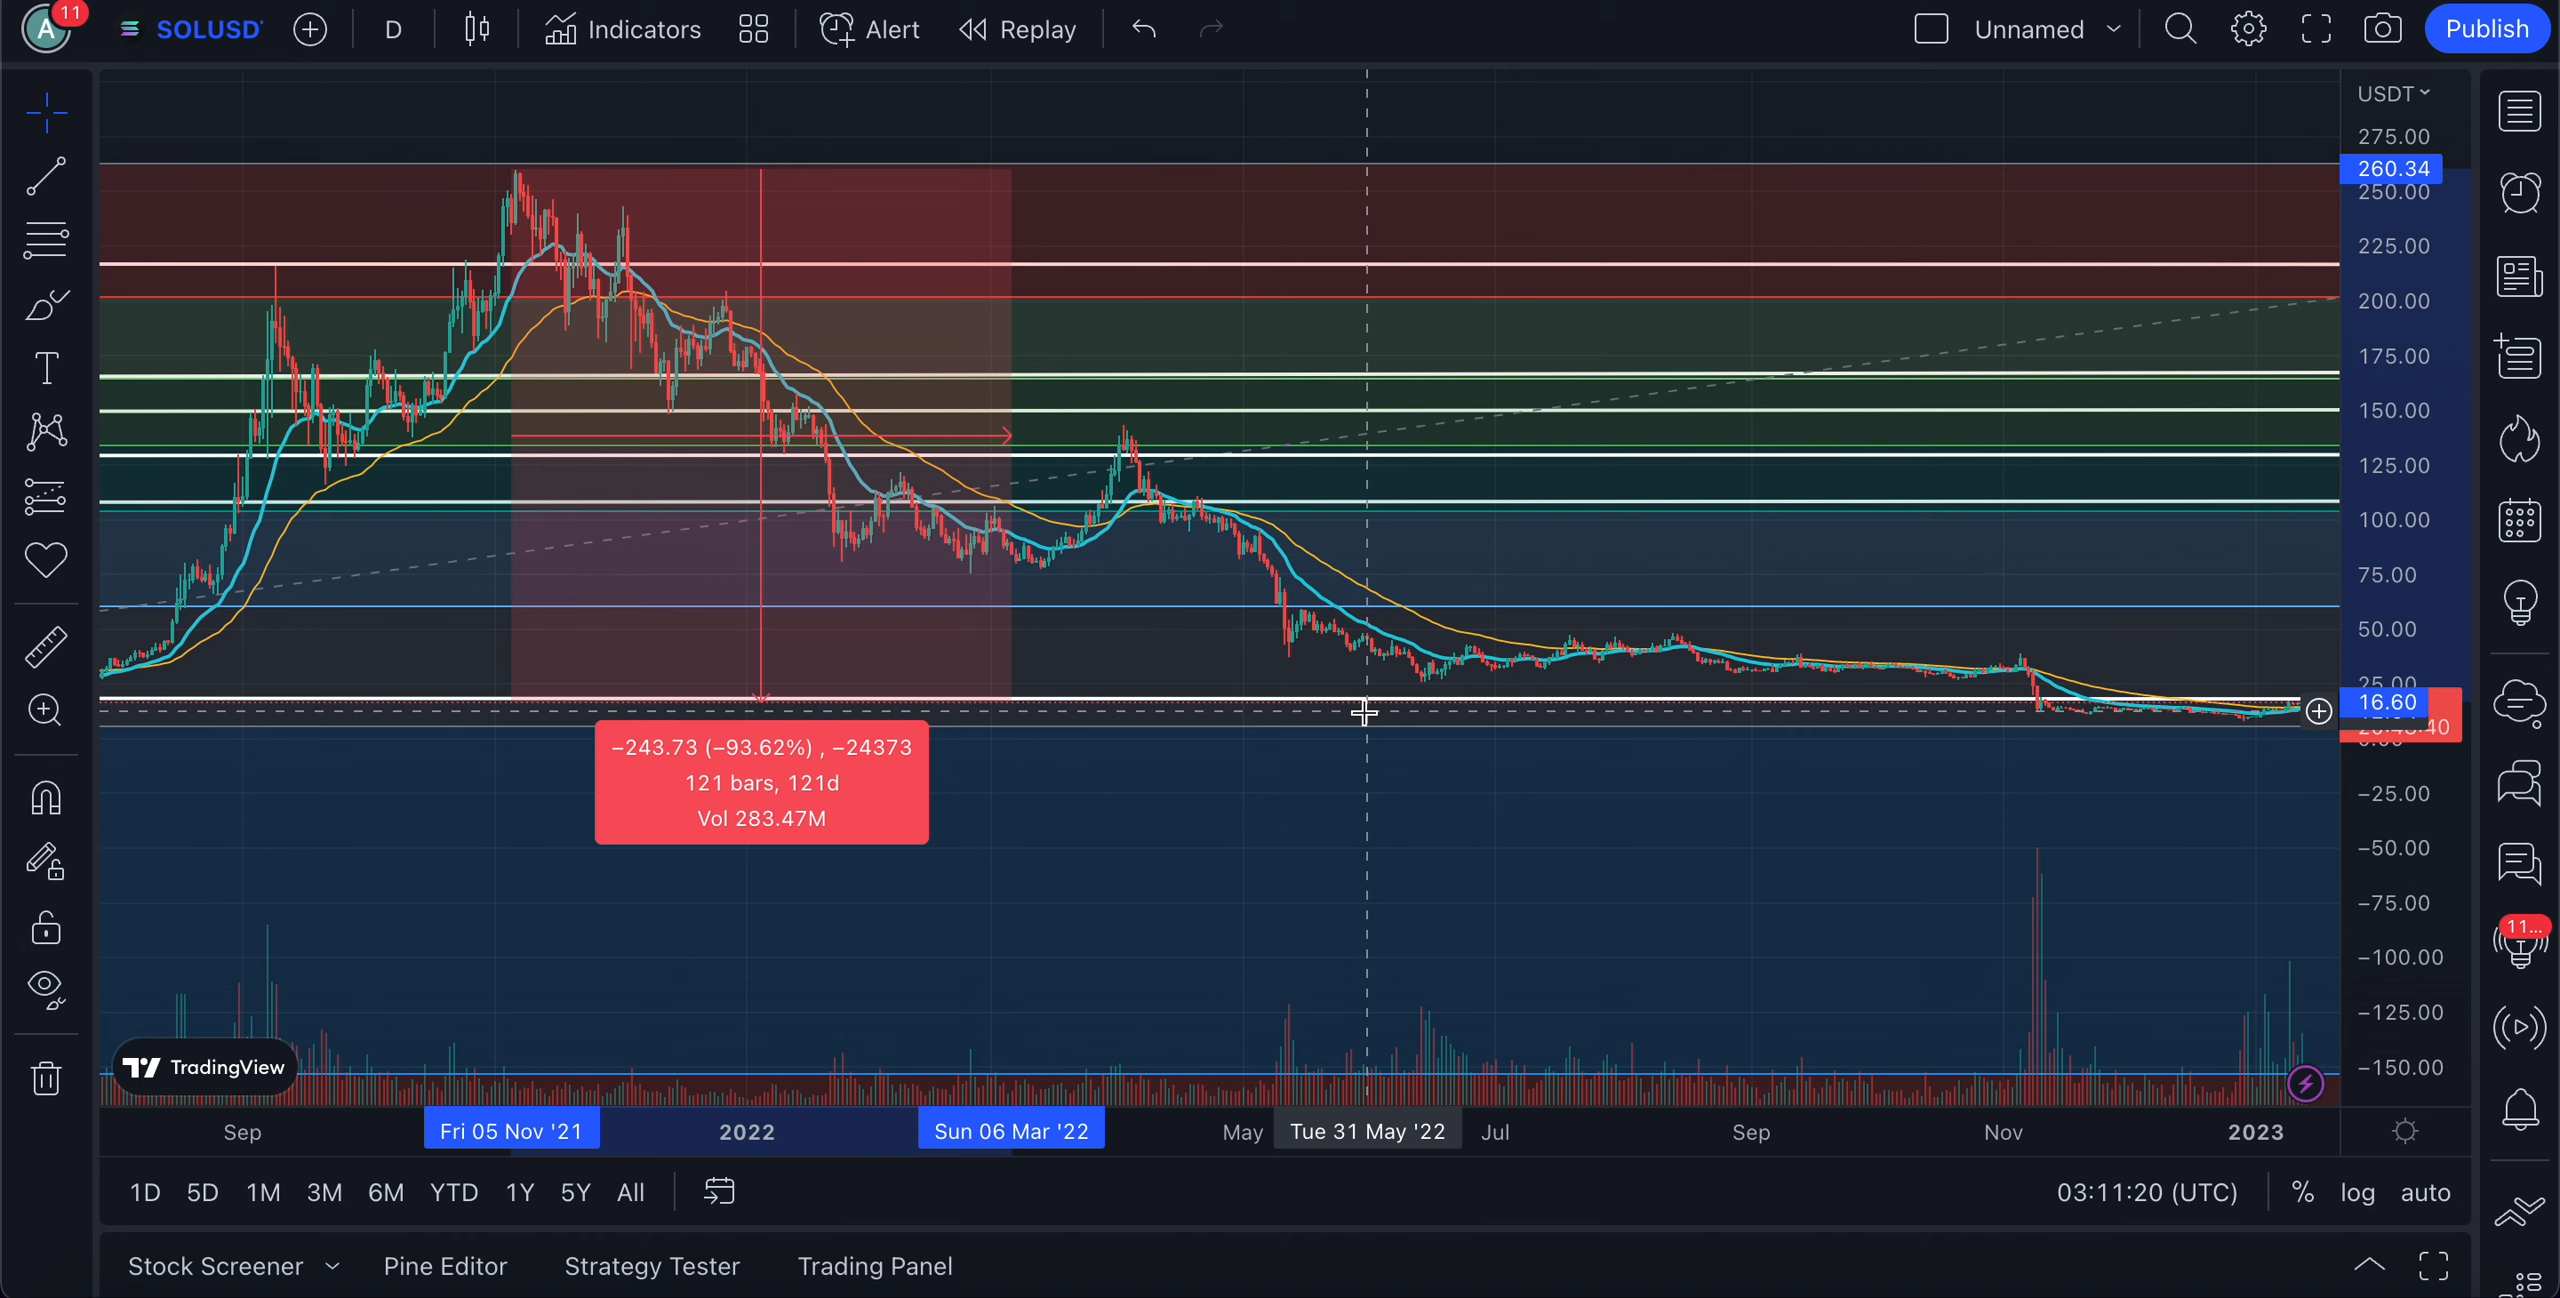 A 11 SOLUSD D Indicators Alert Replay Unnamed Publish
USDT
275.00
260.34
250.00
225.00
200.00
175.00
150.00
125.00
100.00
75.00
50.00
25.00
16.60
40
0.00
−25.00
−50.00
−75.00
−100.00
−125.00
−150.00
−243.73 (−93.62%) , −24373
121 bars, 121d
Vol 283.47M
11...
TradingView
Sep Fri 05 Nov '21 2022 Sun 06 Mar '22 May Tue 31 May '22 Jul Sep Nov 2023
1D 5D 1M 3M 6M YTD 1Y 5Y All 03:11:20 (UTC) % log auto
Stock Screener Pine Editor Strategy Tester Trading Panel